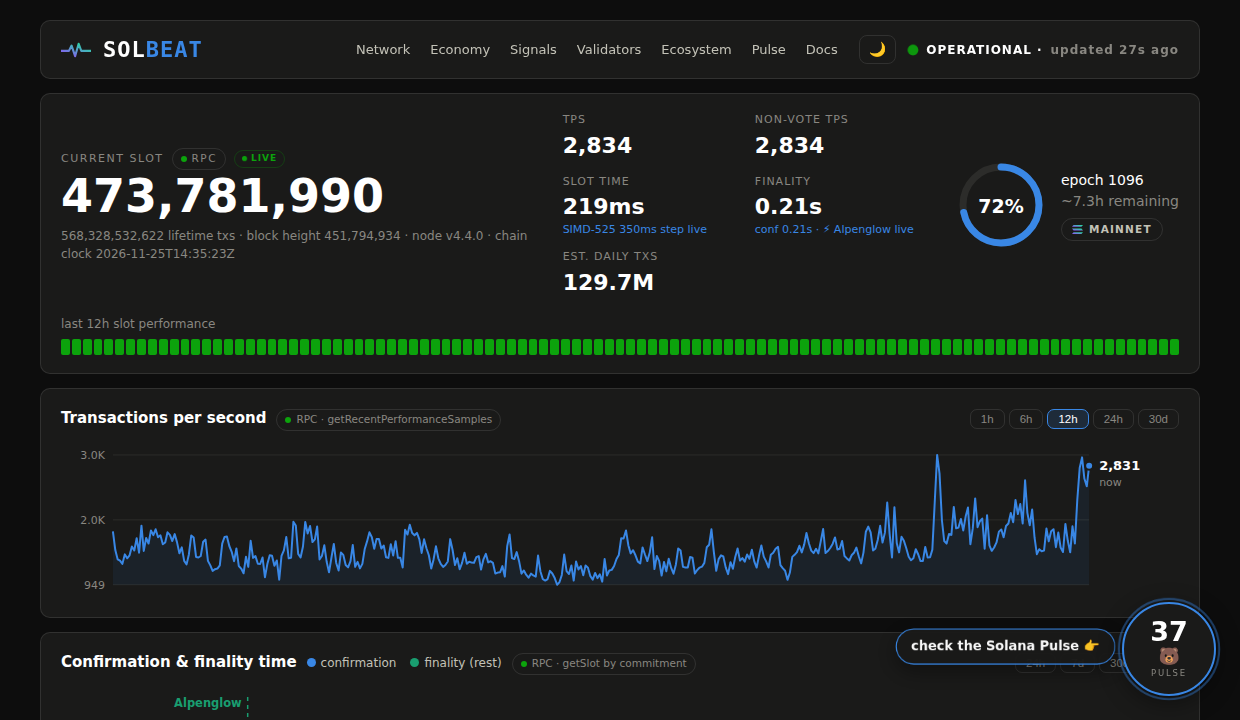 SOLBEAT
Network Economy Signals Validators Ecosystem Pulse Docs
OPERATIONAL · updated 27s ago
CURRENT SLOT RPC LIVE
473,781,990
568,328,532,622 lifetime txs · block height 451,794,934 · node v4.4.0 · chain
clock 2026-11-25T14:35:23Z
TPS
2,834
NON-VOTE TPS
2,834
SLOT TIME
219ms
SIMD-525 350ms step live
FINALITY
0.21s
conf 0.21s · ⚡ Alpenglow live
EST. DAILY TXS
129.7M
72%
epoch 1096
~7.3h remaining
MAINNET
last 12h slot performance
Transactions per second RPC · getRecentPerformanceSamples
1h 6h 12h 24h 30d
3.0K
2.0K
949
2,831
now
Confirmation & finality time confirmation finality (rest) RPC · getSlot by commitment
Alpenglow
check the Solana Pulse 👉
37
PULSE